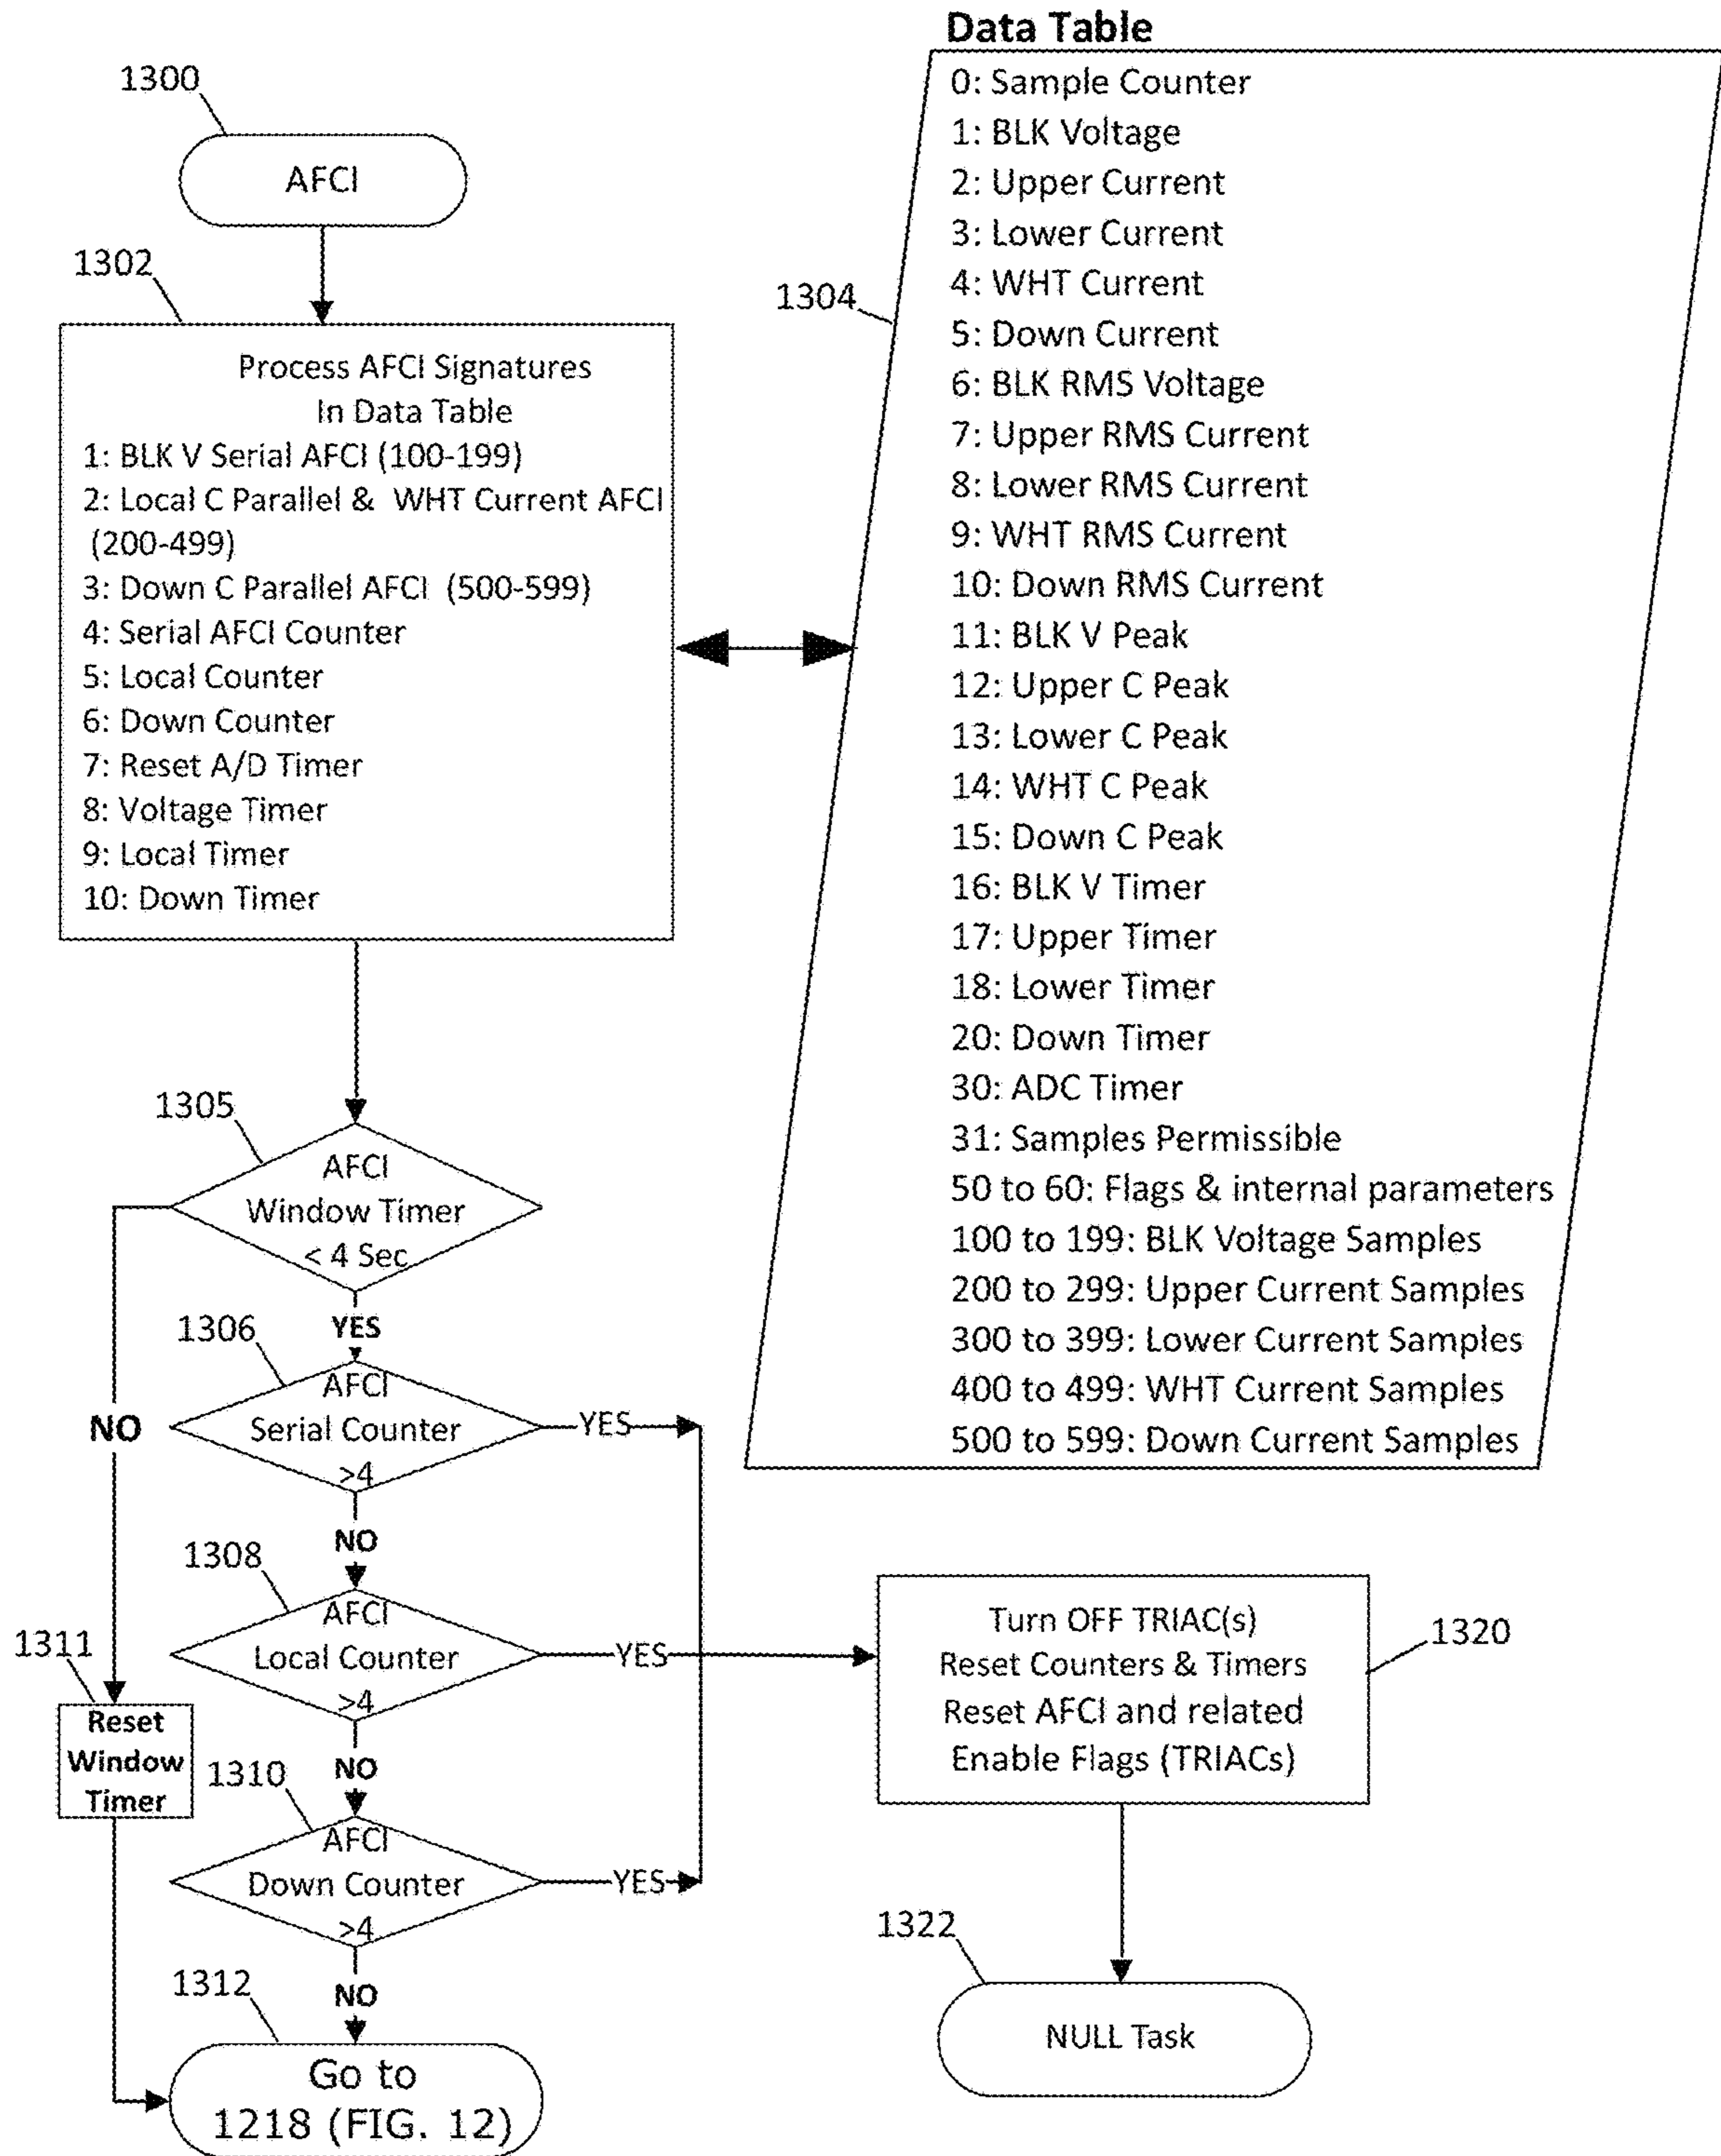 1300
AFCI
1302
Process AFCI Signatures
In Data Table
1: BLK V Serial AFCI (100-199)
2: Local C Parallel & WHT Current AFCI
(200-499)
3: Down C Parallel AFCI (500-599)
4: Serial AFCI Counter
5: Local Counter
6: Down Counter
7: Reset A/D Timer
8: Voltage Timer
9: Local Timer
10: Down Timer
Data Table
1304
0: Sample Counter
1: BLK Voltage
2: Upper Current
3: Lower Current
4: WHT Current
5: Down Current
6: BLK RMS Voltage
7: Upper RMS Current
8: Lower RMS Current
9: WHT RMS Current
10: Down RMS Current
11: BLK V Peak
12: Upper C Peak
13: Lower C Peak
14: WHT C Peak
15: Down C Peak
16: BLK V Timer
17: Upper Timer
18: Lower Timer
20: Down Timer
30: ADC Timer
31: Samples Permissible
50 to 60: Flags & internal parameters
100 to 199: BLK Voltage Samples
200 to 299: Upper Current Samples
300 to 399: Lower Current Samples
400 to 499: WHT Current Samples
500 to 599: Down Current Samples
1305
AFCI
Window Timer
< 4 Sec
YES
NO
1306
AFCI
Serial Counter
>4
YES
NO
1308
AFCI
Local Counter
>4
YES
NO
1311
Reset
Window
Timer
1310
AFCI
Down Counter
>4
YES
NO
1312
Go to
1218 (FIG. 12)
Turn OFF TRIAC(s)
Reset Counters & Timers
Reset AFCI and related
Enable Flags (TRIACs)
1320
1322
NULL Task